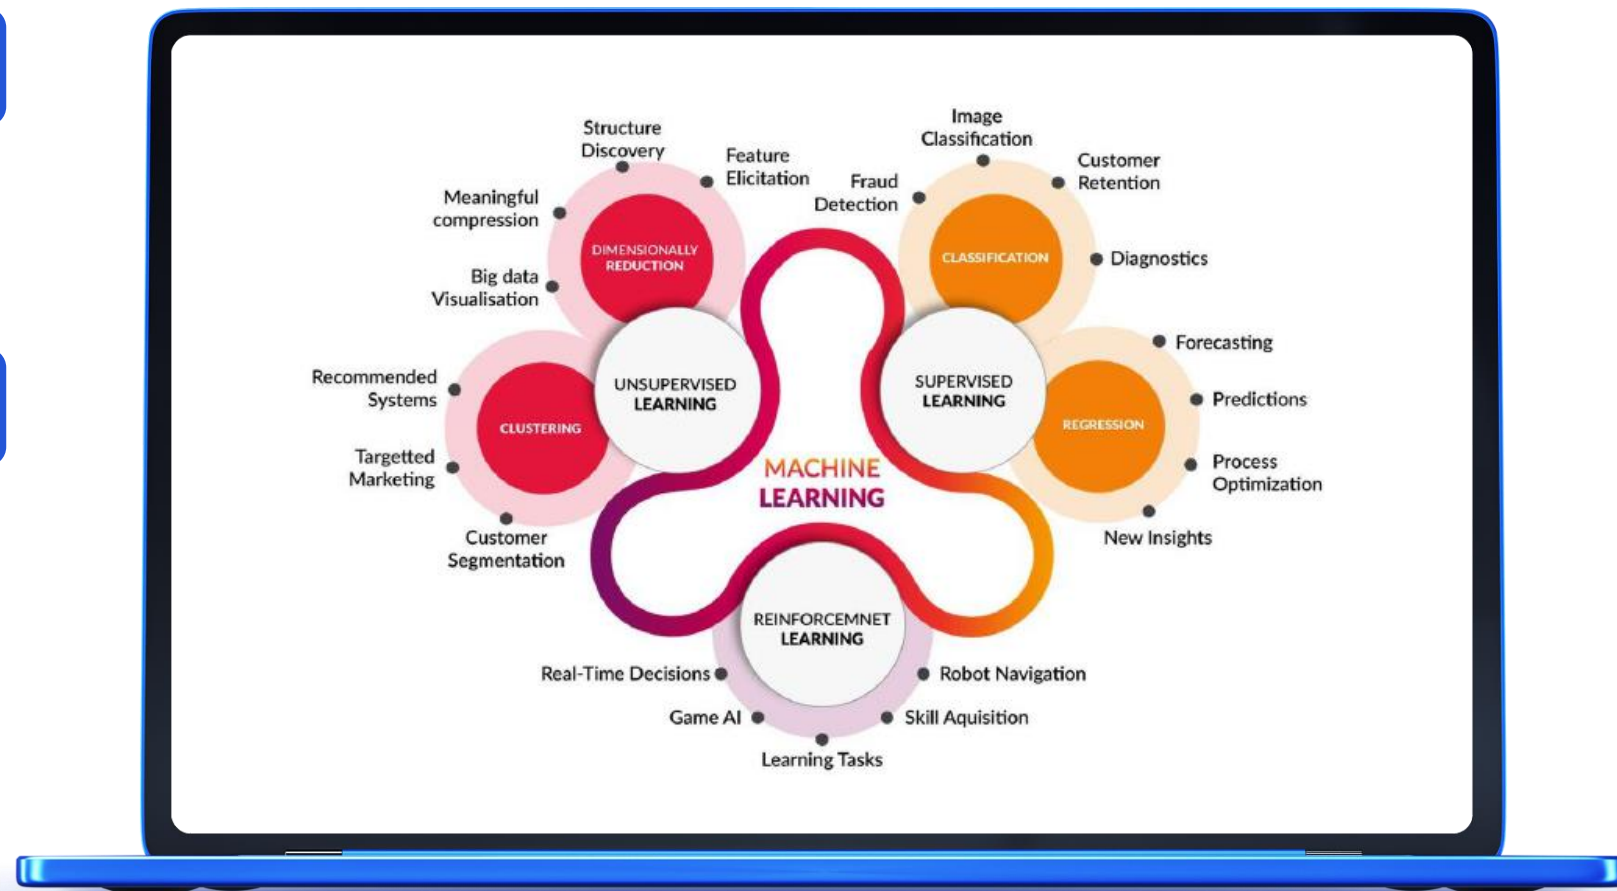 Structure
Discovery
Feature
Elicitation
Meaningful
compression
Big data
Visualisation
DIMENSIONALLY
REDUCTION
Recommended
Systems
Targetted
Marketing
Customer
Segmentation
CLUSTERING
UNSUPERVISED
LEARNING
Image
Classification
Customer
Retention
Fraud
Detection
Diagnostics
CLASSIFICATION
SUPERVISED
LEARNING
Forecasting
Predictions
Process
Optimization
New Insights
REGRESSION
MACHINE
LEARNING
REINFORCEMNET
LEARNING
Real-Time Decisions
Robot Navigation
Game AI
Skill Aquisition
Learning Tasks